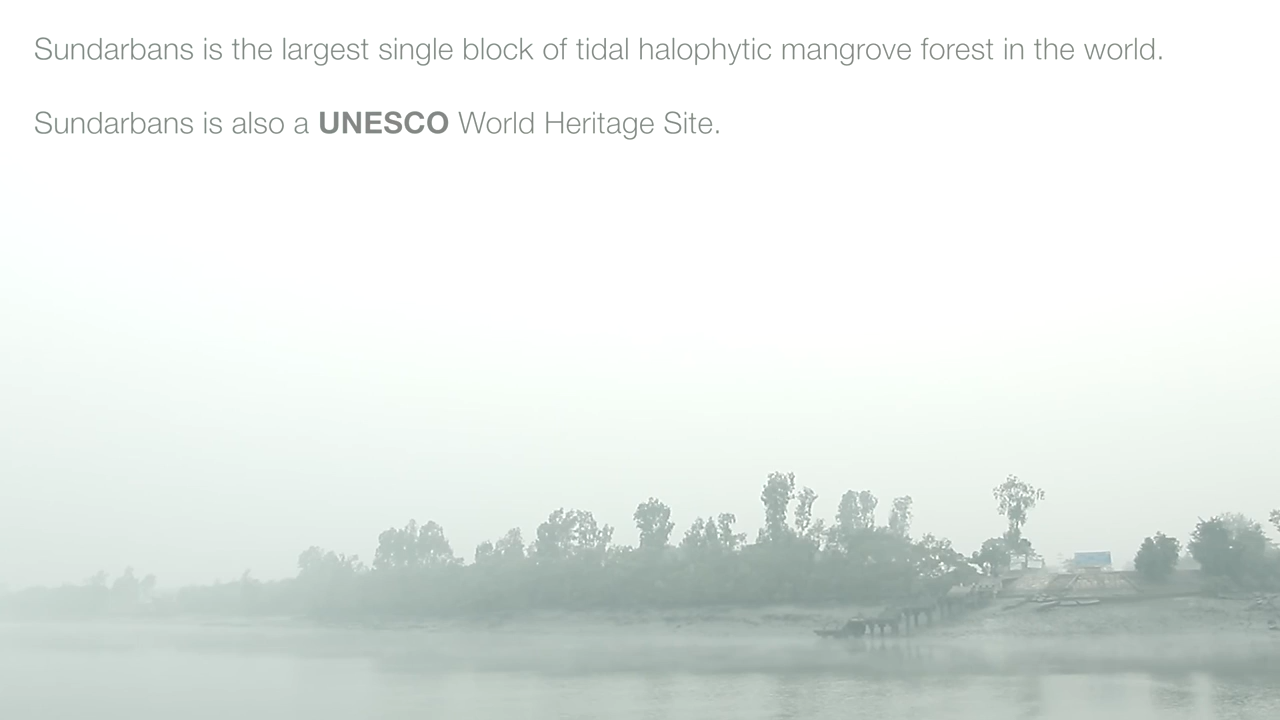 Sundarbans is the largest single block of tidal halophytic mangrove forest in the world.
Sundarbans is also a UNESCO World Heritage Site.